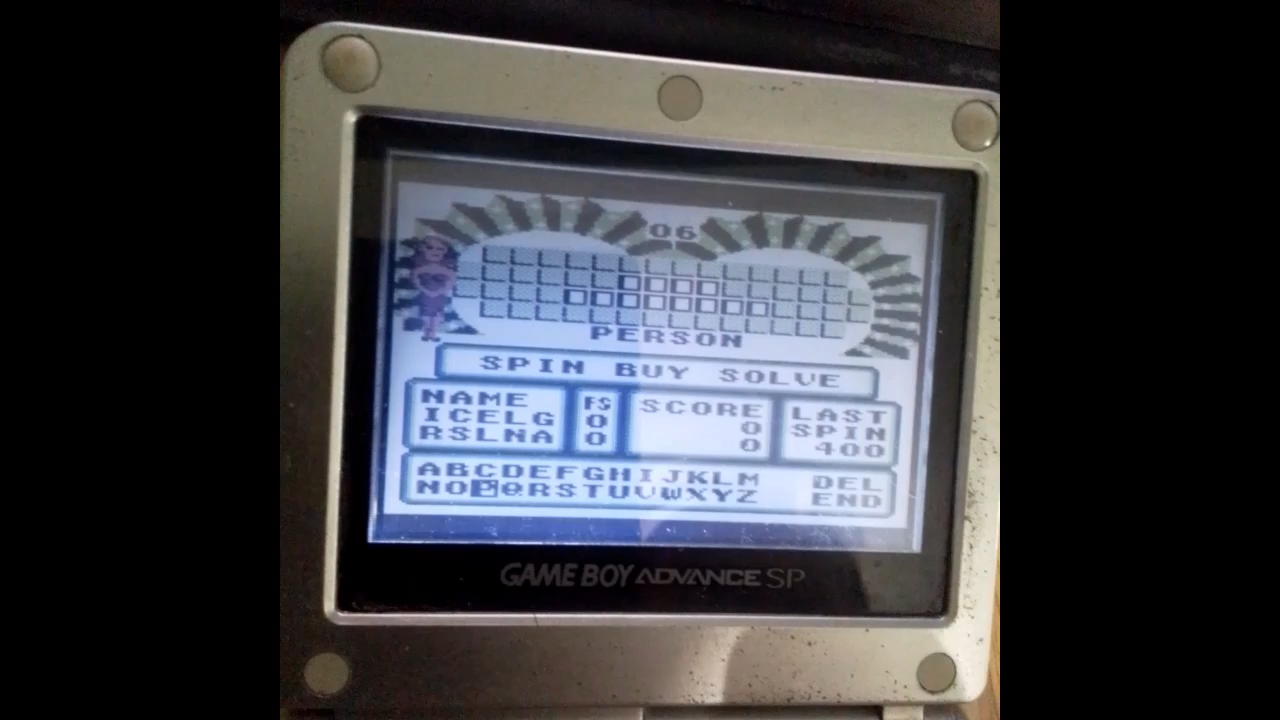 06
PERSON
SPIN BUY SOLVE
NAME FS SCORE LAST
ICELG 0 0 SPIN
RSLNA 0 0 400
ABCDEFGHIJKLM DEL
NOPQRSTUVWXYZ END
GAME BOY ADVANCE SP